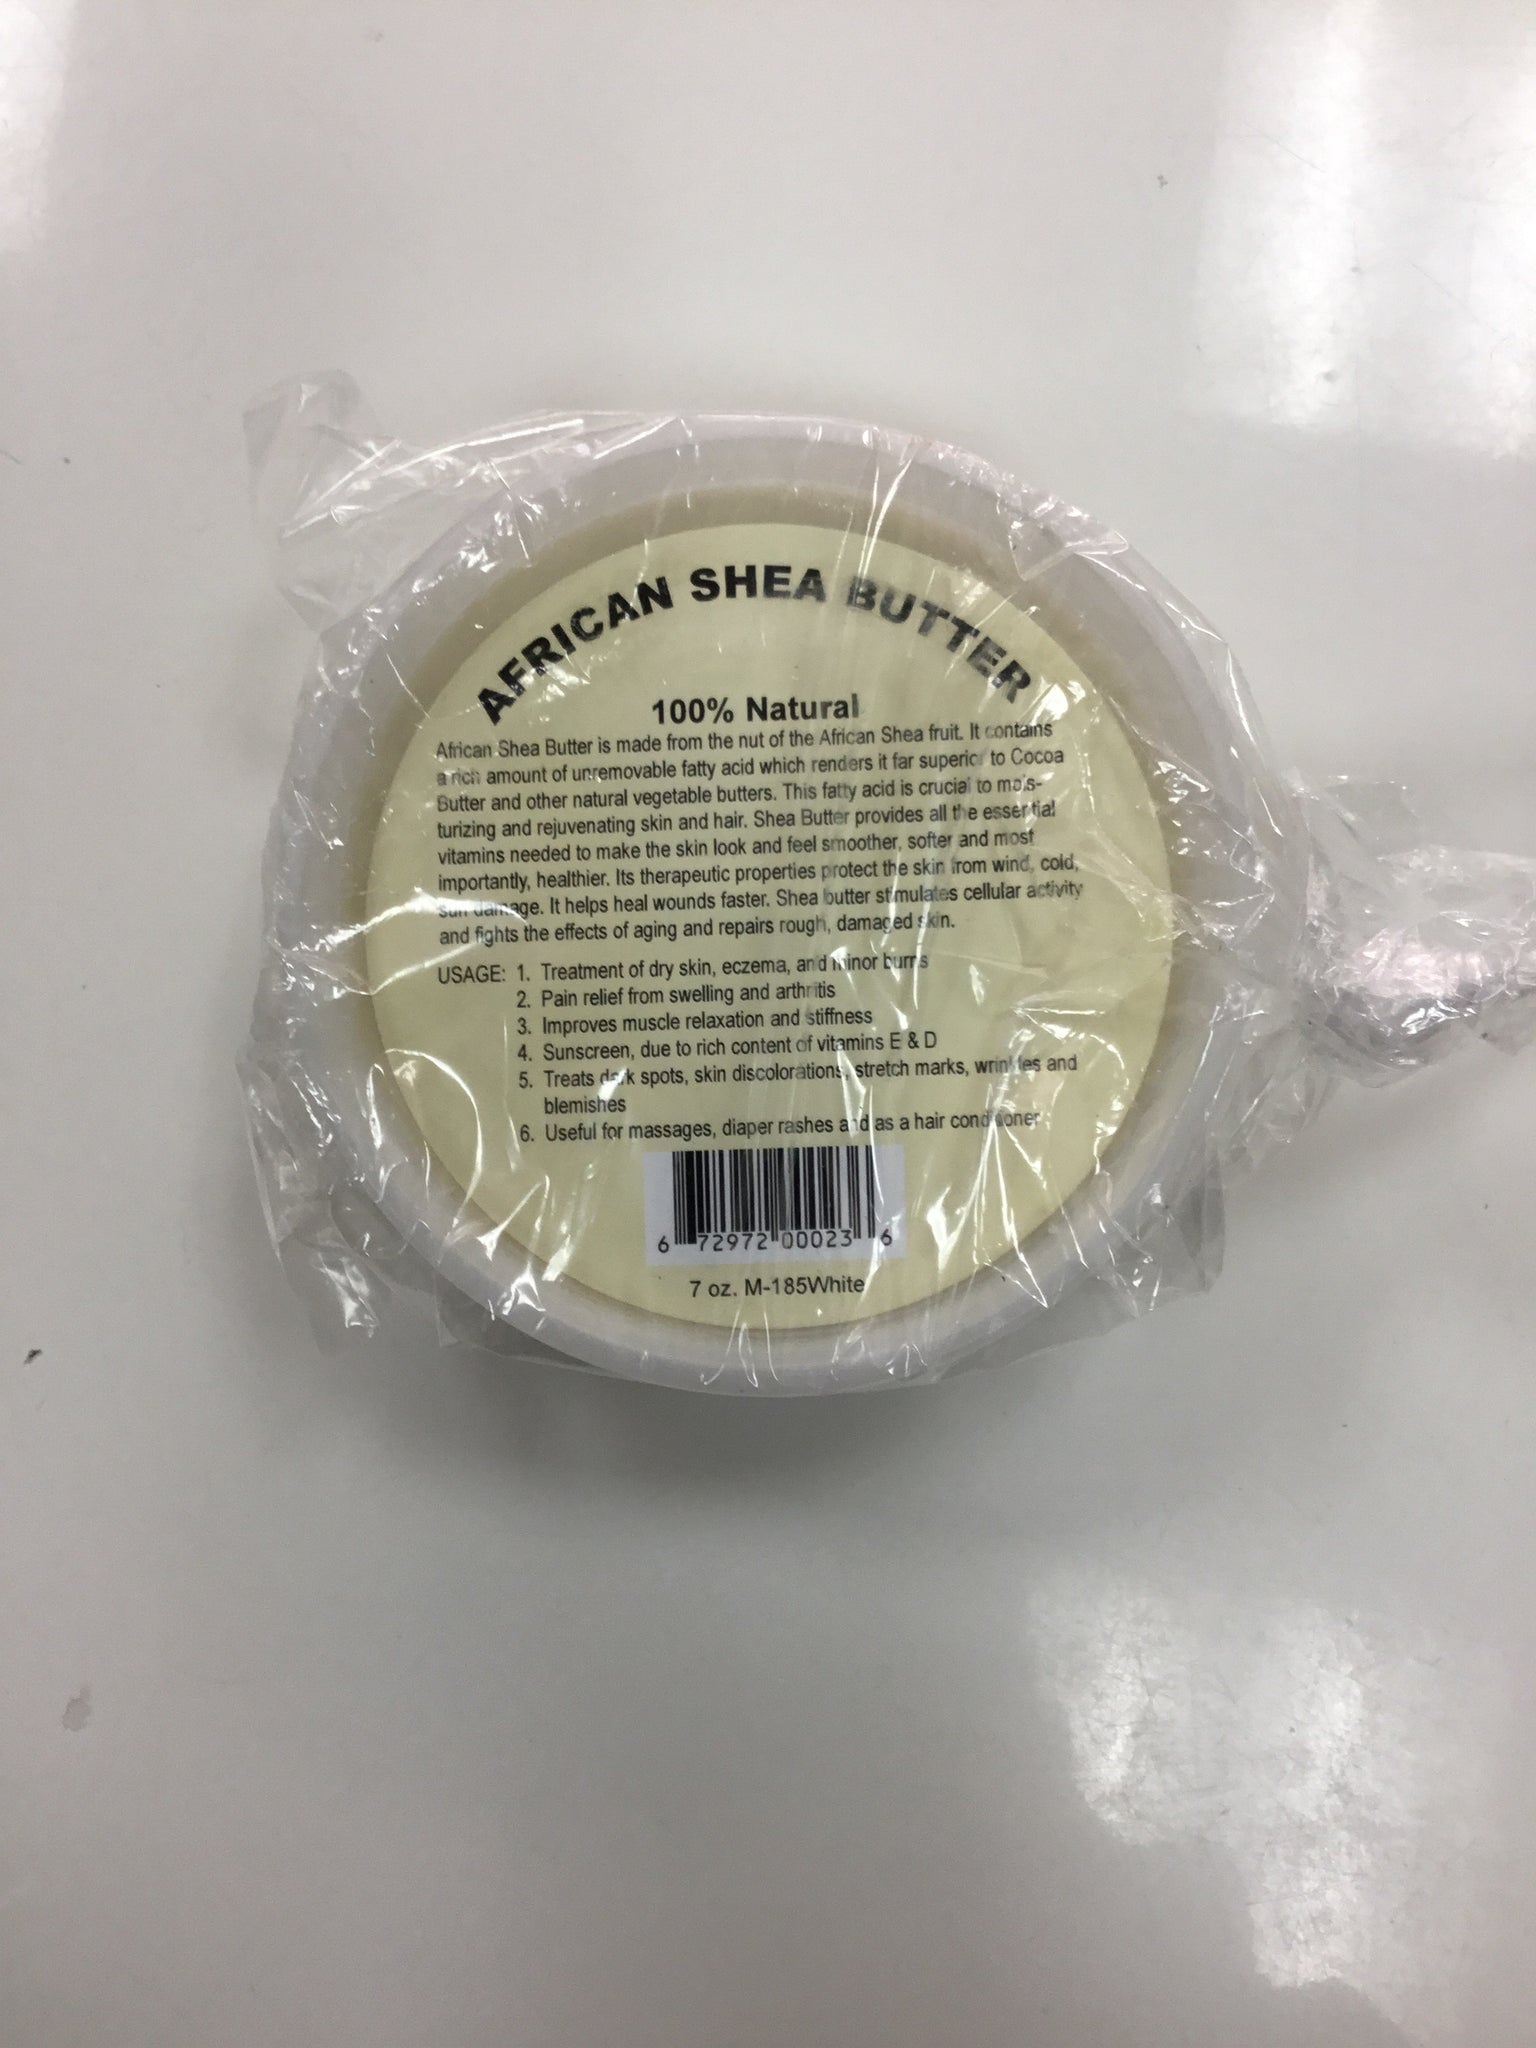 AFRICAN SHEA BUTTER
100% Natural
African Shea Butter is made from the nut of the African Shea fruit. It contains
a rich amount of unremovable fatty acid which renders it far superior to Cocoa
Butter and other natural vegetable butters. This fatty acid is crucial to mois-
turizing and rejuvenating skin and hair. Shea Butter provides all the essential
vitamins needed to make the skin look and feel smoother, softer and most
importantly, healthier. Its therapeutic properties protect the skin from wind, cold,
sun damage. It helps heal wounds faster. Shea butter stimulates cellular activity
and fights the effects of aging and repairs rough, damaged skin.
USAGE: 1. Treatment of dry skin, eczema, and minor burns
2. Pain relief from swelling and arthritis
3. Improves muscle relaxation and stiffness
4. Sunscreen, due to rich content of vitamins E & D
5. Treats dark spots, skin discolorations, stretch marks, wrinkles and
blemishes
6. Useful for massages, diaper rashes and as a hair conditioner
6 72972 00023 6
7 oz. M-185White